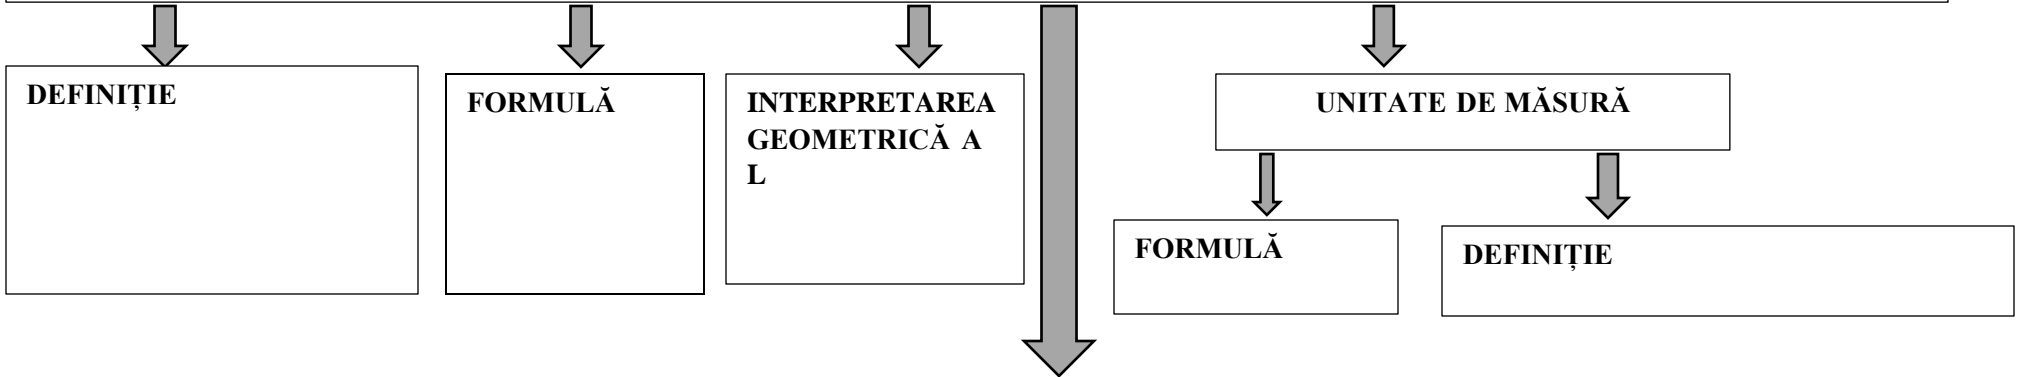 DEFINIȚIE
FORMULĂ
INTERPRETAREA
GEOMETRICĂ A
L
UNITATE DE MĂSURĂ
FORMULĂ
DEFINIȚIE